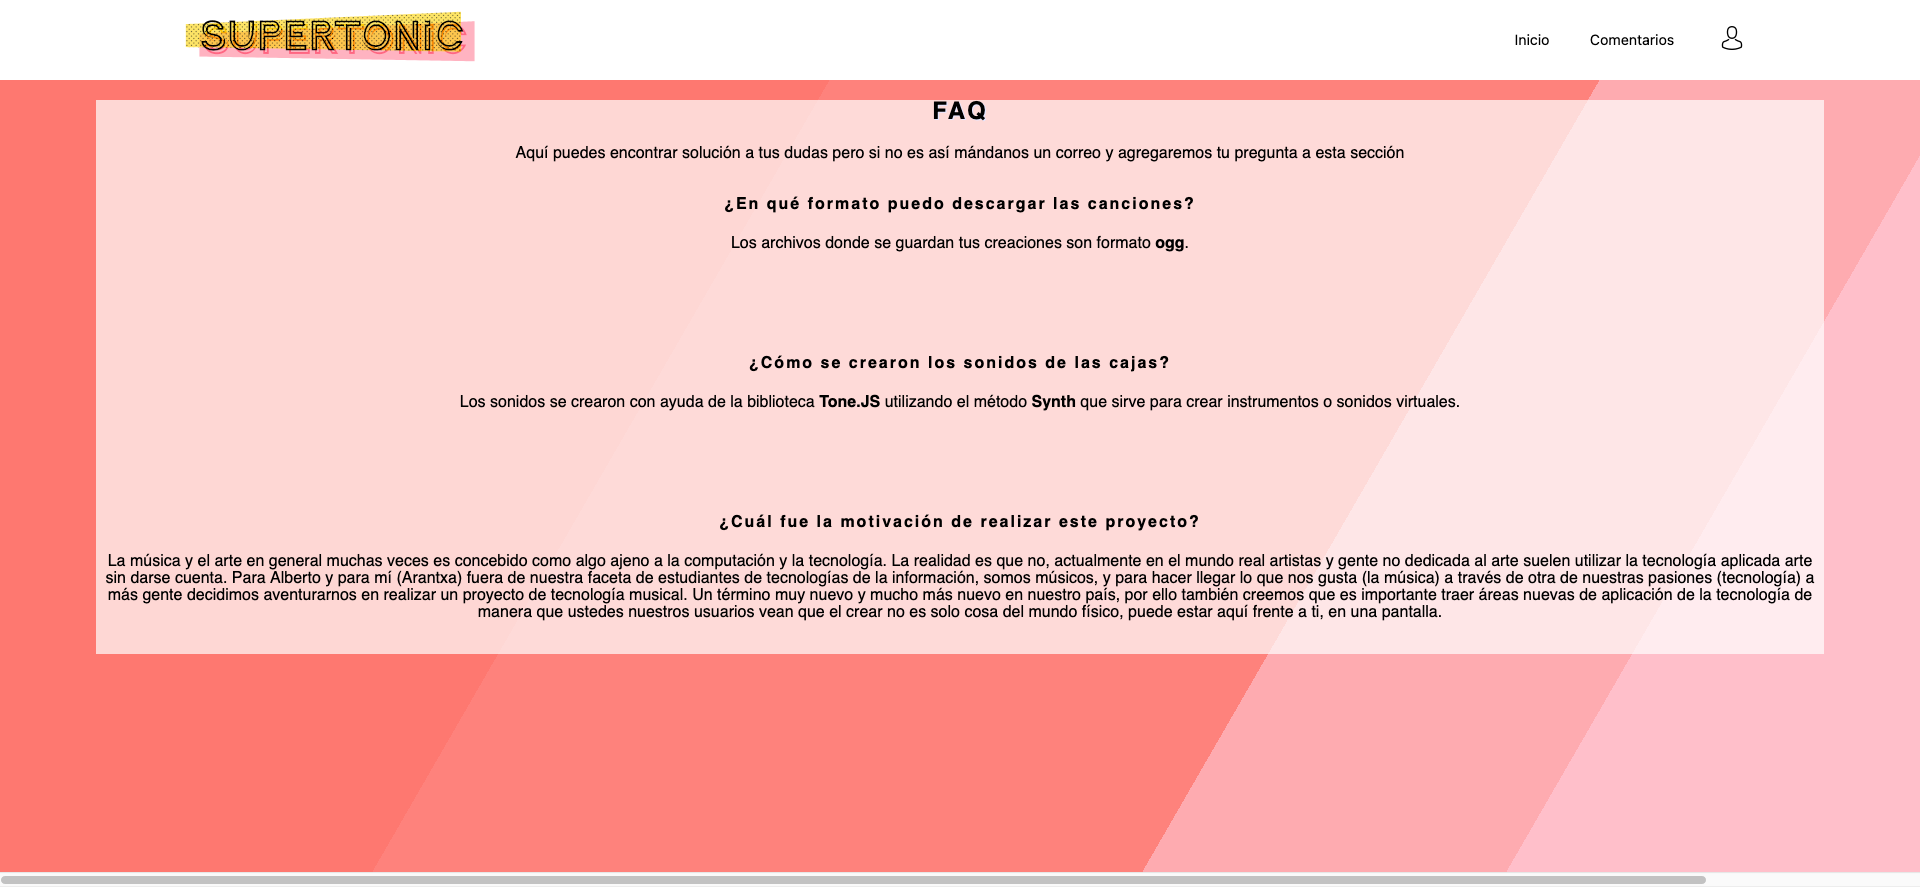 SUPERTONIC
Inicio
Comentarios
FAQ
Aquí puedes encontrar solución a tus dudas pero si no es así mándanos un correo y agregaremos tu pregunta a esta sección
¿En qué formato puedo descargar las canciones?
Los archivos donde se guardan tus creaciones son formato ogg.
¿Cómo se crearon los sonidos de las cajas?
Los sonidos se crearon con ayuda de la biblioteca Tone.JS utilizando el método Synth que sirve para crear instrumentos o sonidos virtuales.
¿Cuál fue la motivación de realizar este proyecto?
La música y el arte en general muchas veces es concebido como algo ajeno a la computación y la tecnología. La realidad es que no, actualmente en el mundo real artistas y gente no dedicada al arte suelen utilizar la tecnología aplicada arte
sin darse cuenta. Para Alberto y para mí (Arantxa) fuera de nuestra faceta de estudiantes de tecnologías de la información, somos músicos, y para hacer llegar lo que nos gusta (la música) a través de otra de nuestras pasiones (tecnología) a
más gente decidimos aventurarnos en realizar un proyecto de tecnología musical. Un término muy nuevo y mucho más nuevo en nuestro país, por ello también creemos que es importante traer áreas nuevas de aplicación de la tecnología de
manera que ustedes nuestros usuarios vean que el crear no es solo cosa del mundo físico, puede estar aquí frente a ti, en una pantalla.